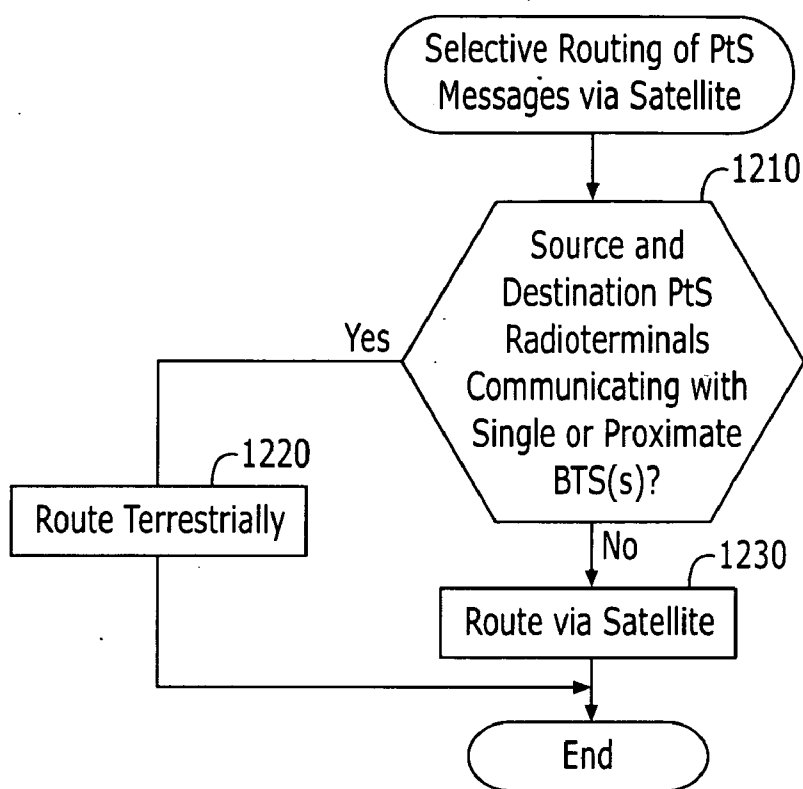 Selective Routing of PtS
Messages via Satellite
1210
Source and
Destination PtS
Radioterminals
Communicating with
Single or Proximate
BTS(s)?
Yes
1220
Route Terrestrially
No
1230
Route via Satellite
End